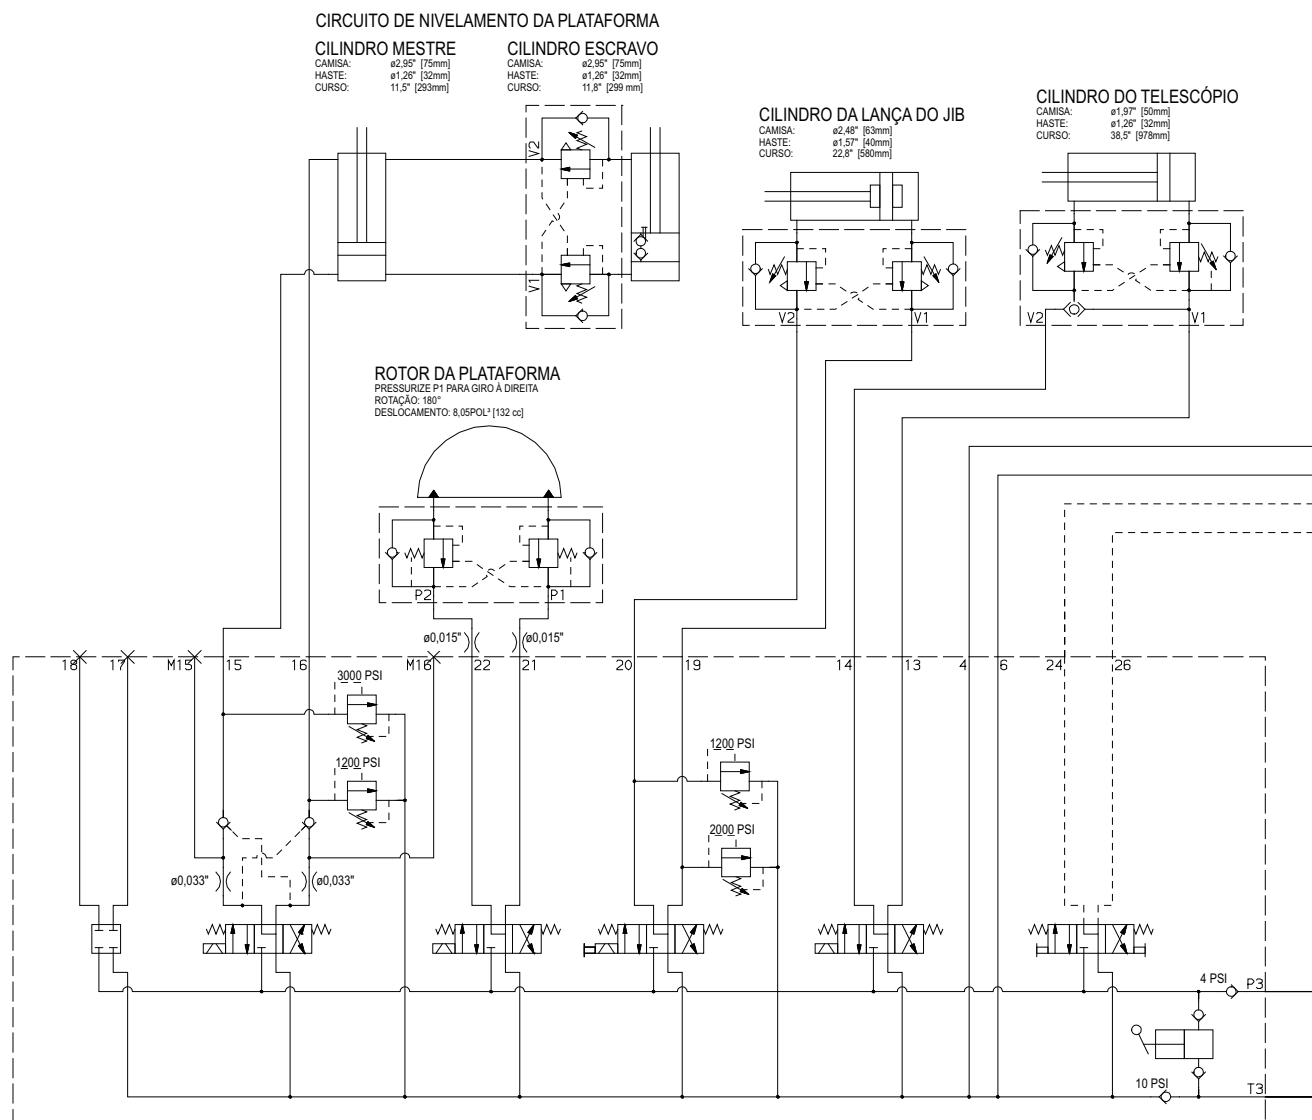 CIRCUITO DE NIVELAMENTO DA PLATAFORMA
CILINDRO MESTRE
CAMISA: ø2,95" [75mm]
HASTE: ø1,26" [32mm]
CURSO: 11,5" [293mm]
CILINDRO ESCRAVO
CAMISA: ø2,95" [75mm]
HASTE: ø1,26" [32mm]
CURSO: 11,8" [299 mm]
CILINDRO DA LANÇA DO JIB
CAMISA: ø2,48" [63mm]
HASTE: ø1,57" [40mm]
CURSO: 22,8" [580mm]
CILINDRO DO TELESCÓPIO
CAMISA: ø1,97" [50mm]
HASTE: ø1,26" [32mm]
CURSO: 38,5" [978mm]
V2
V1
V2 V1
V2 V1
ROTOR DA PLATAFORMA
PRESSURIZE P1 PARA GIRO À DIREITA
ROTAÇÃO: 180°
DESLOCAMENTO: 8,05POL³ [132 cc]
P2 P1
ø0,015" ø0,015"
18 17 M15 15 16 M16 22 21 20 19 14 13 4 6 24 26
3000 PSI
1200 PSI
1200 PSI
2000 PSI
ø0,033" ø0,033"
4 PSI P3
10 PSI T3